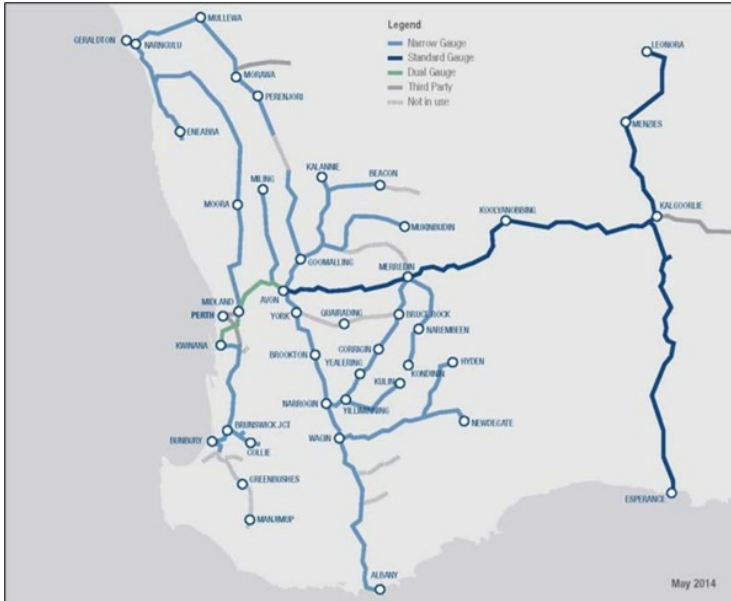 MULLEWA
GERALDTON
NARNGULU
Legend
Narrow Gauge
Standard Gauge
Dual Gauge
Third Party
Not in use
LEONORA
MORAWA
PERENJORI
ENEABBA
MENZIES
KALANNIE
BEACON
MILING
MOORA
KOOLYANOBBING
KALGOORLIE
MUKINBUDIN
GOOMALLING
MERREDIN
AVON
MIDLAND
PERTH
YORK
QUAIRADING
BRUCE ROCK
NAREMBEEN
KWINANA
BROOKTON
CORRIGIN
YEALERING
KULIN
KONDININ
HYDEN
NARROGIN
YILLIMINNING
NEWDEGATE
WAGIN
BRUNSWICK JCT
BUNBURY
COLLIE
GREENBUSHES
MANJIMUP
ESPERANCE
ALBANY
May 2014